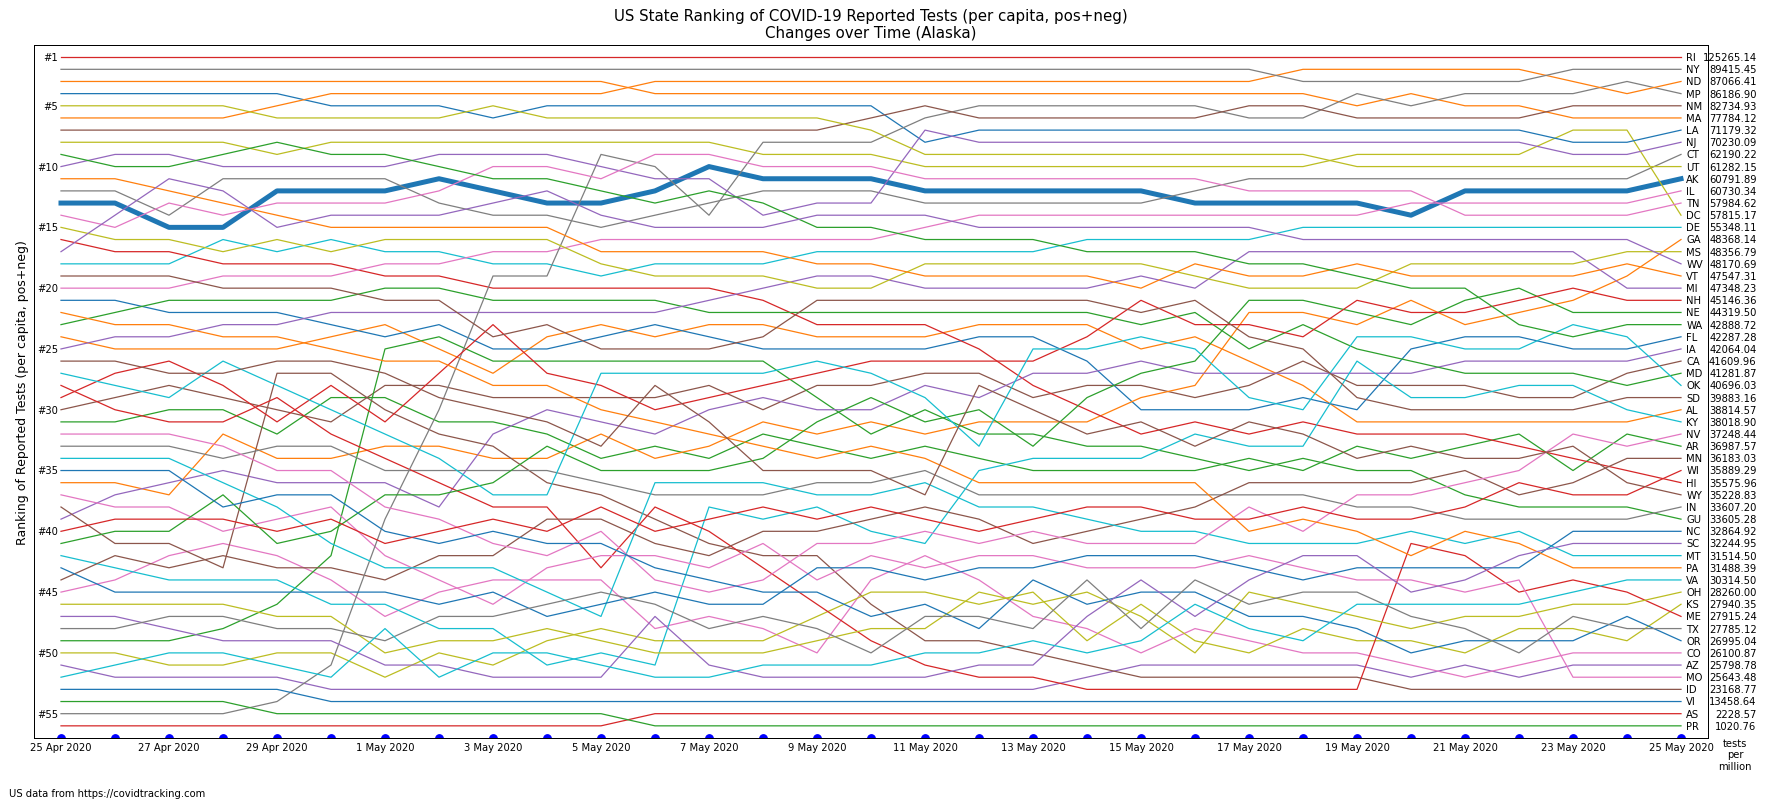 US State Ranking of COVID-19 Reported Tests (per capita, pos+neg)
Changes over Time (Alaska)
Ranking of Reported Tests (per capita, pos+neg)
#1
#5
#10
#15
#20
#25
#30
#35
#40
#45
#50
#55
RI 125265.14
NY 89415.45
ND 87066.41
MP 86186.90
NM 82734.93
MA 77784.12
LA 71179.32
NJ 70230.09
CT 62190.22
UT 61282.15
AK 60791.89
IL 60730.34
TN 57984.62
DC 57815.17
DE 55348.11
GA 48368.14
MS 48356.79
WV 48170.69
VT 47547.31
MI 47348.23
NH 45146.36
NE 44319.50
WA 42888.72
FL 42287.28
IA 42064.04
CA 41609.96
MD 41281.87
OK 40696.03
SD 39883.16
AL 38814.57
KY 38018.90
NV 37248.44
AR 36987.57
MN 36183.03
WI 35889.29
HI 35575.96
WY 35228.83
IN 33607.20
GU 33605.28
NC 32864.92
SC 32244.95
MT 31514.50
PA 31488.39
VA 30314.50
OH 28260.00
KS 27940.35
ME 27915.24
TX 27785.12
OR 26995.04
CO 26100.87
AZ 25798.78
MO 25643.48
ID 23168.77
VI 13458.64
AS 2228.57
PR 1020.76
25 Apr 2020 27 Apr 2020 29 Apr 2020 1 May 2020 3 May 2020 5 May 2020 7 May 2020 9 May 2020 11 May 2020 13 May 2020 15 May 2020 17 May 2020 19 May 2020 21 May 2020 23 May 2020 25 May 2020
tests
per
million
US data from https://covidtracking.com